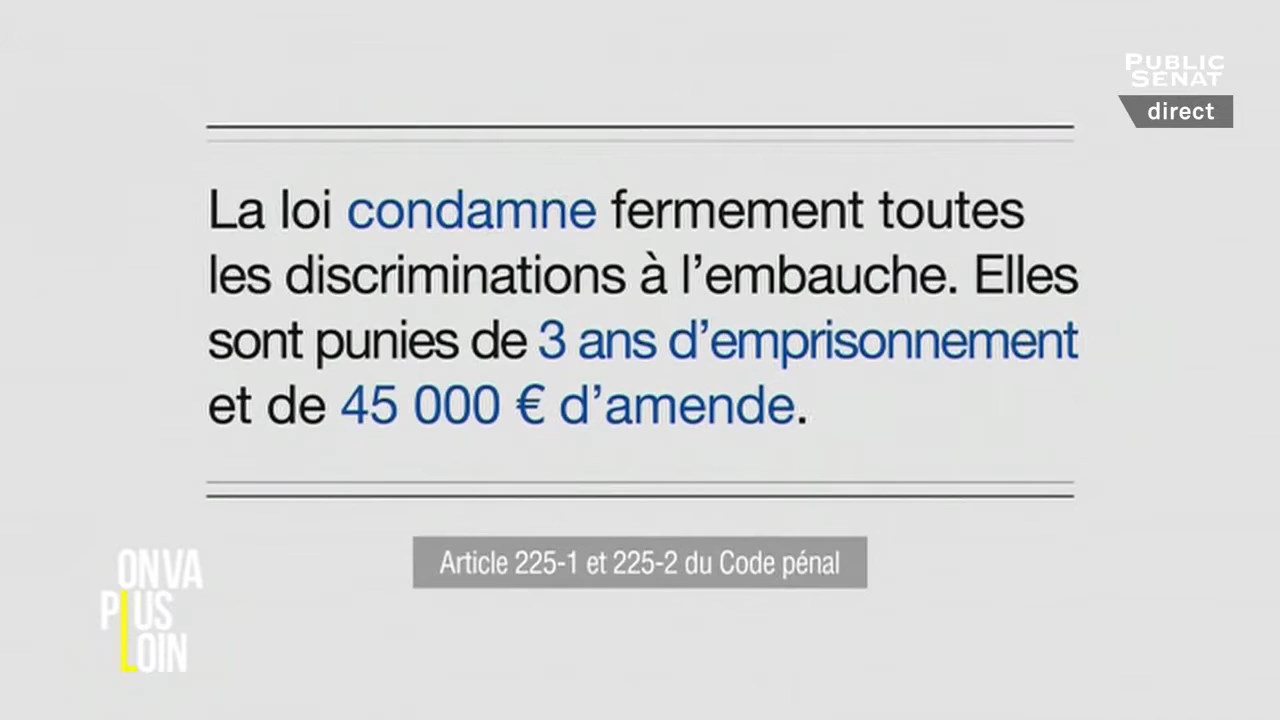 PUBLIC
SÉNAT
direct
La loi condamne fermement toutes
les discriminations à l’embauche. Elles
sont punies de 3 ans d’emprisonnement
et de 45 000 € d’amende.
Article 225-1 et 225-2 du Code pénal
ON VA
PLUS
LOIN